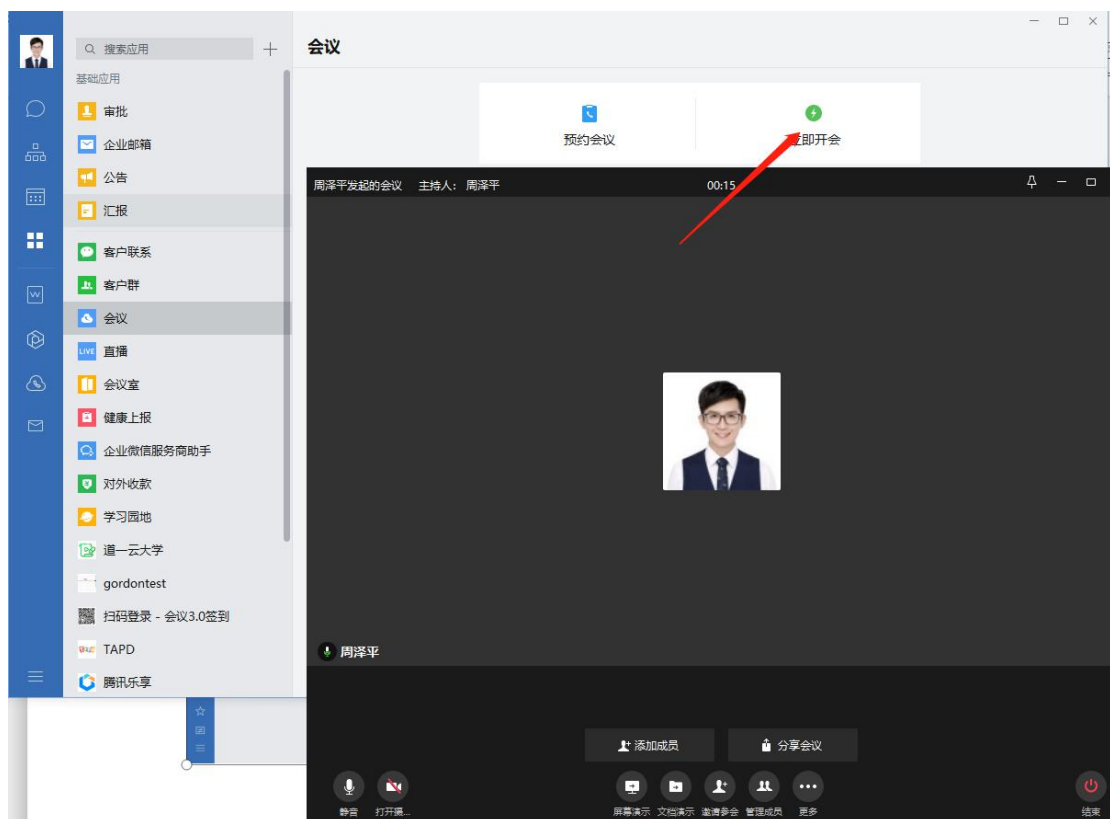 搜索应用
会议
基础应用
审批
企业邮箱
公告
汇报
客户联系
客户群
会议
直播
会议室
健康上报
企业微信服务商助手
对外收款
学习园地
道一云大学
gordontest
扫码登录 - 会议3.0签到
TAPD
腾讯乐享
预约会议
立即开会
周泽平发起的会议 主持人： 周泽平 00:15
周泽平
添加成员 分享会议
静音 打开摄... 屏幕演示 文档演示 邀请参会 管理成员 更多 结束